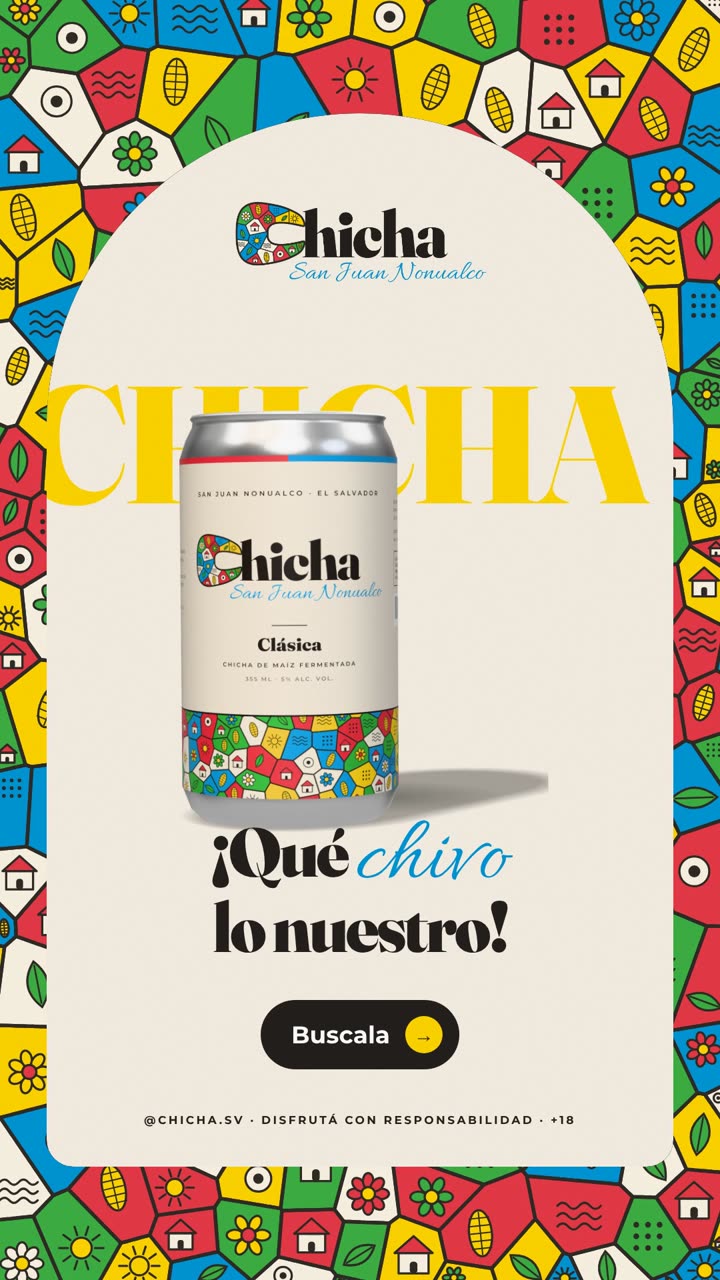 Chicha
San Juan Nonualco
CHICHA
SAN JUAN NONUALCO · EL SALVADOR
Chicha
San Juan Nonualco
Clásica
CHICHA DE MAÍZ FERMENTADA
355 ML · 5% ALC. VOL.
¡Qué chivo
lo nuestro!
Buscala →
@CHICHA.SV · DISFRUTÁ CON RESPONSABILIDAD · +18